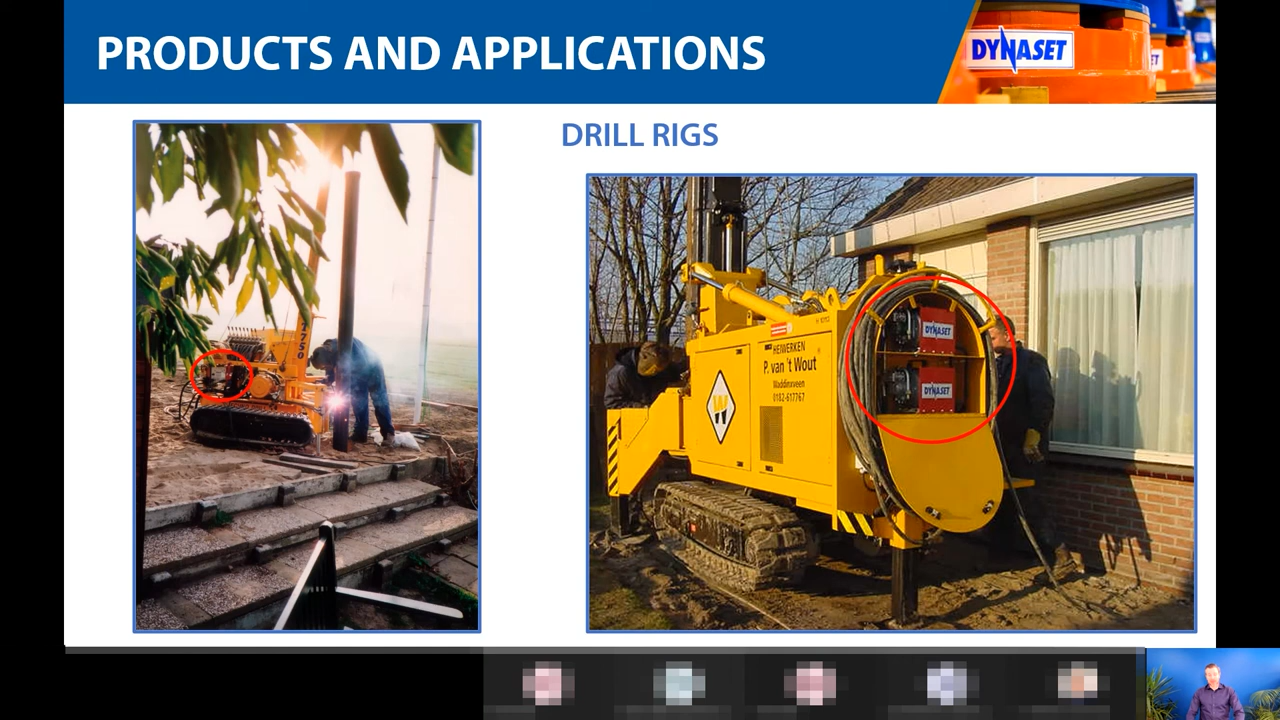 PRODUCTS AND APPLICATIONS
DYNASET
DRILL RIGS
HEIWERKEN
P. van 't Wout
Waddinxveen
0182-617767
W
DYNASET
DYNASET